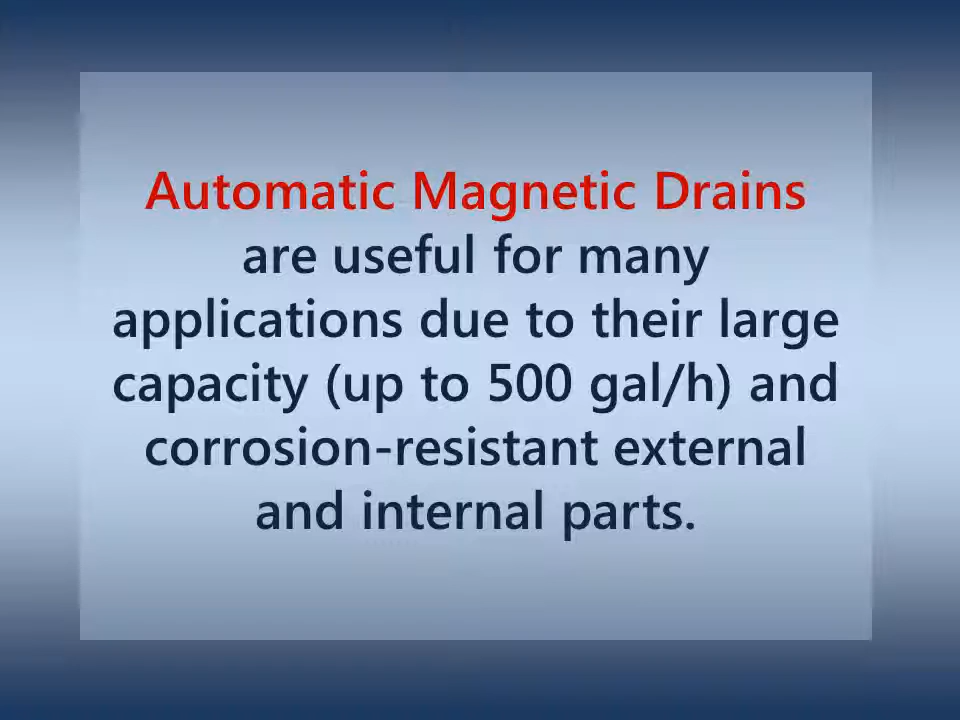 Automatic Magnetic Drains
are useful for many
applications due to their large
capacity (up to 500 gal/h) and
corrosion-resistant external
and internal parts.